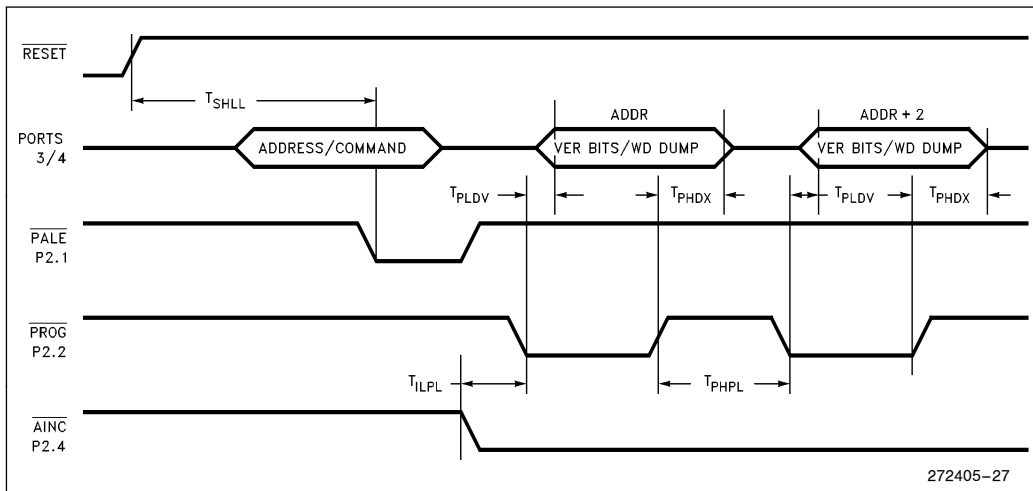 RESET
T_SHLL
ADDR
ADDR + 2
PORTS
3/4
ADDRESS/COMMAND
VER BITS/WD DUMP
VER BITS/WD DUMP
T_PLDV
T_PHDX
T_PLDV
T_PHDX
PALE
P2.1
PROG
P2.2
T_ILPL
T_PHPL
AINC
P2.4
272405–27